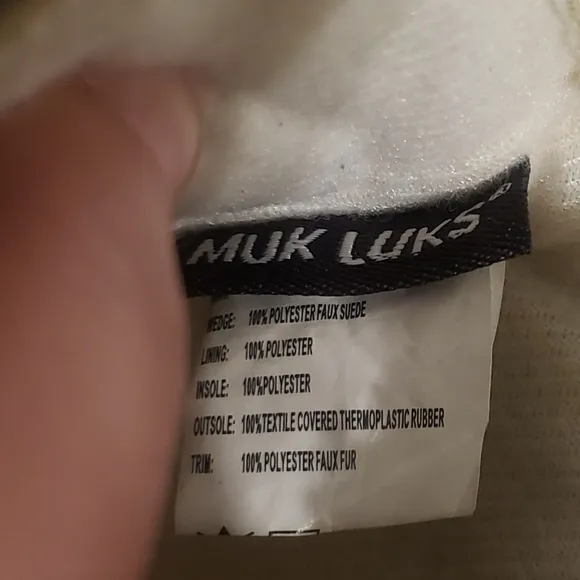 MUK LUKS®
WEDGE: 100% POLYESTER FAUX SUEDE
LINING: 100% POLYESTER
INSOLE: 100%POLYESTER
OUTSOLE: 100%TEXTILE COVERED THERMOPLASTIC RUBBER
TRIM: 100% POLYESTER FAUX FUR